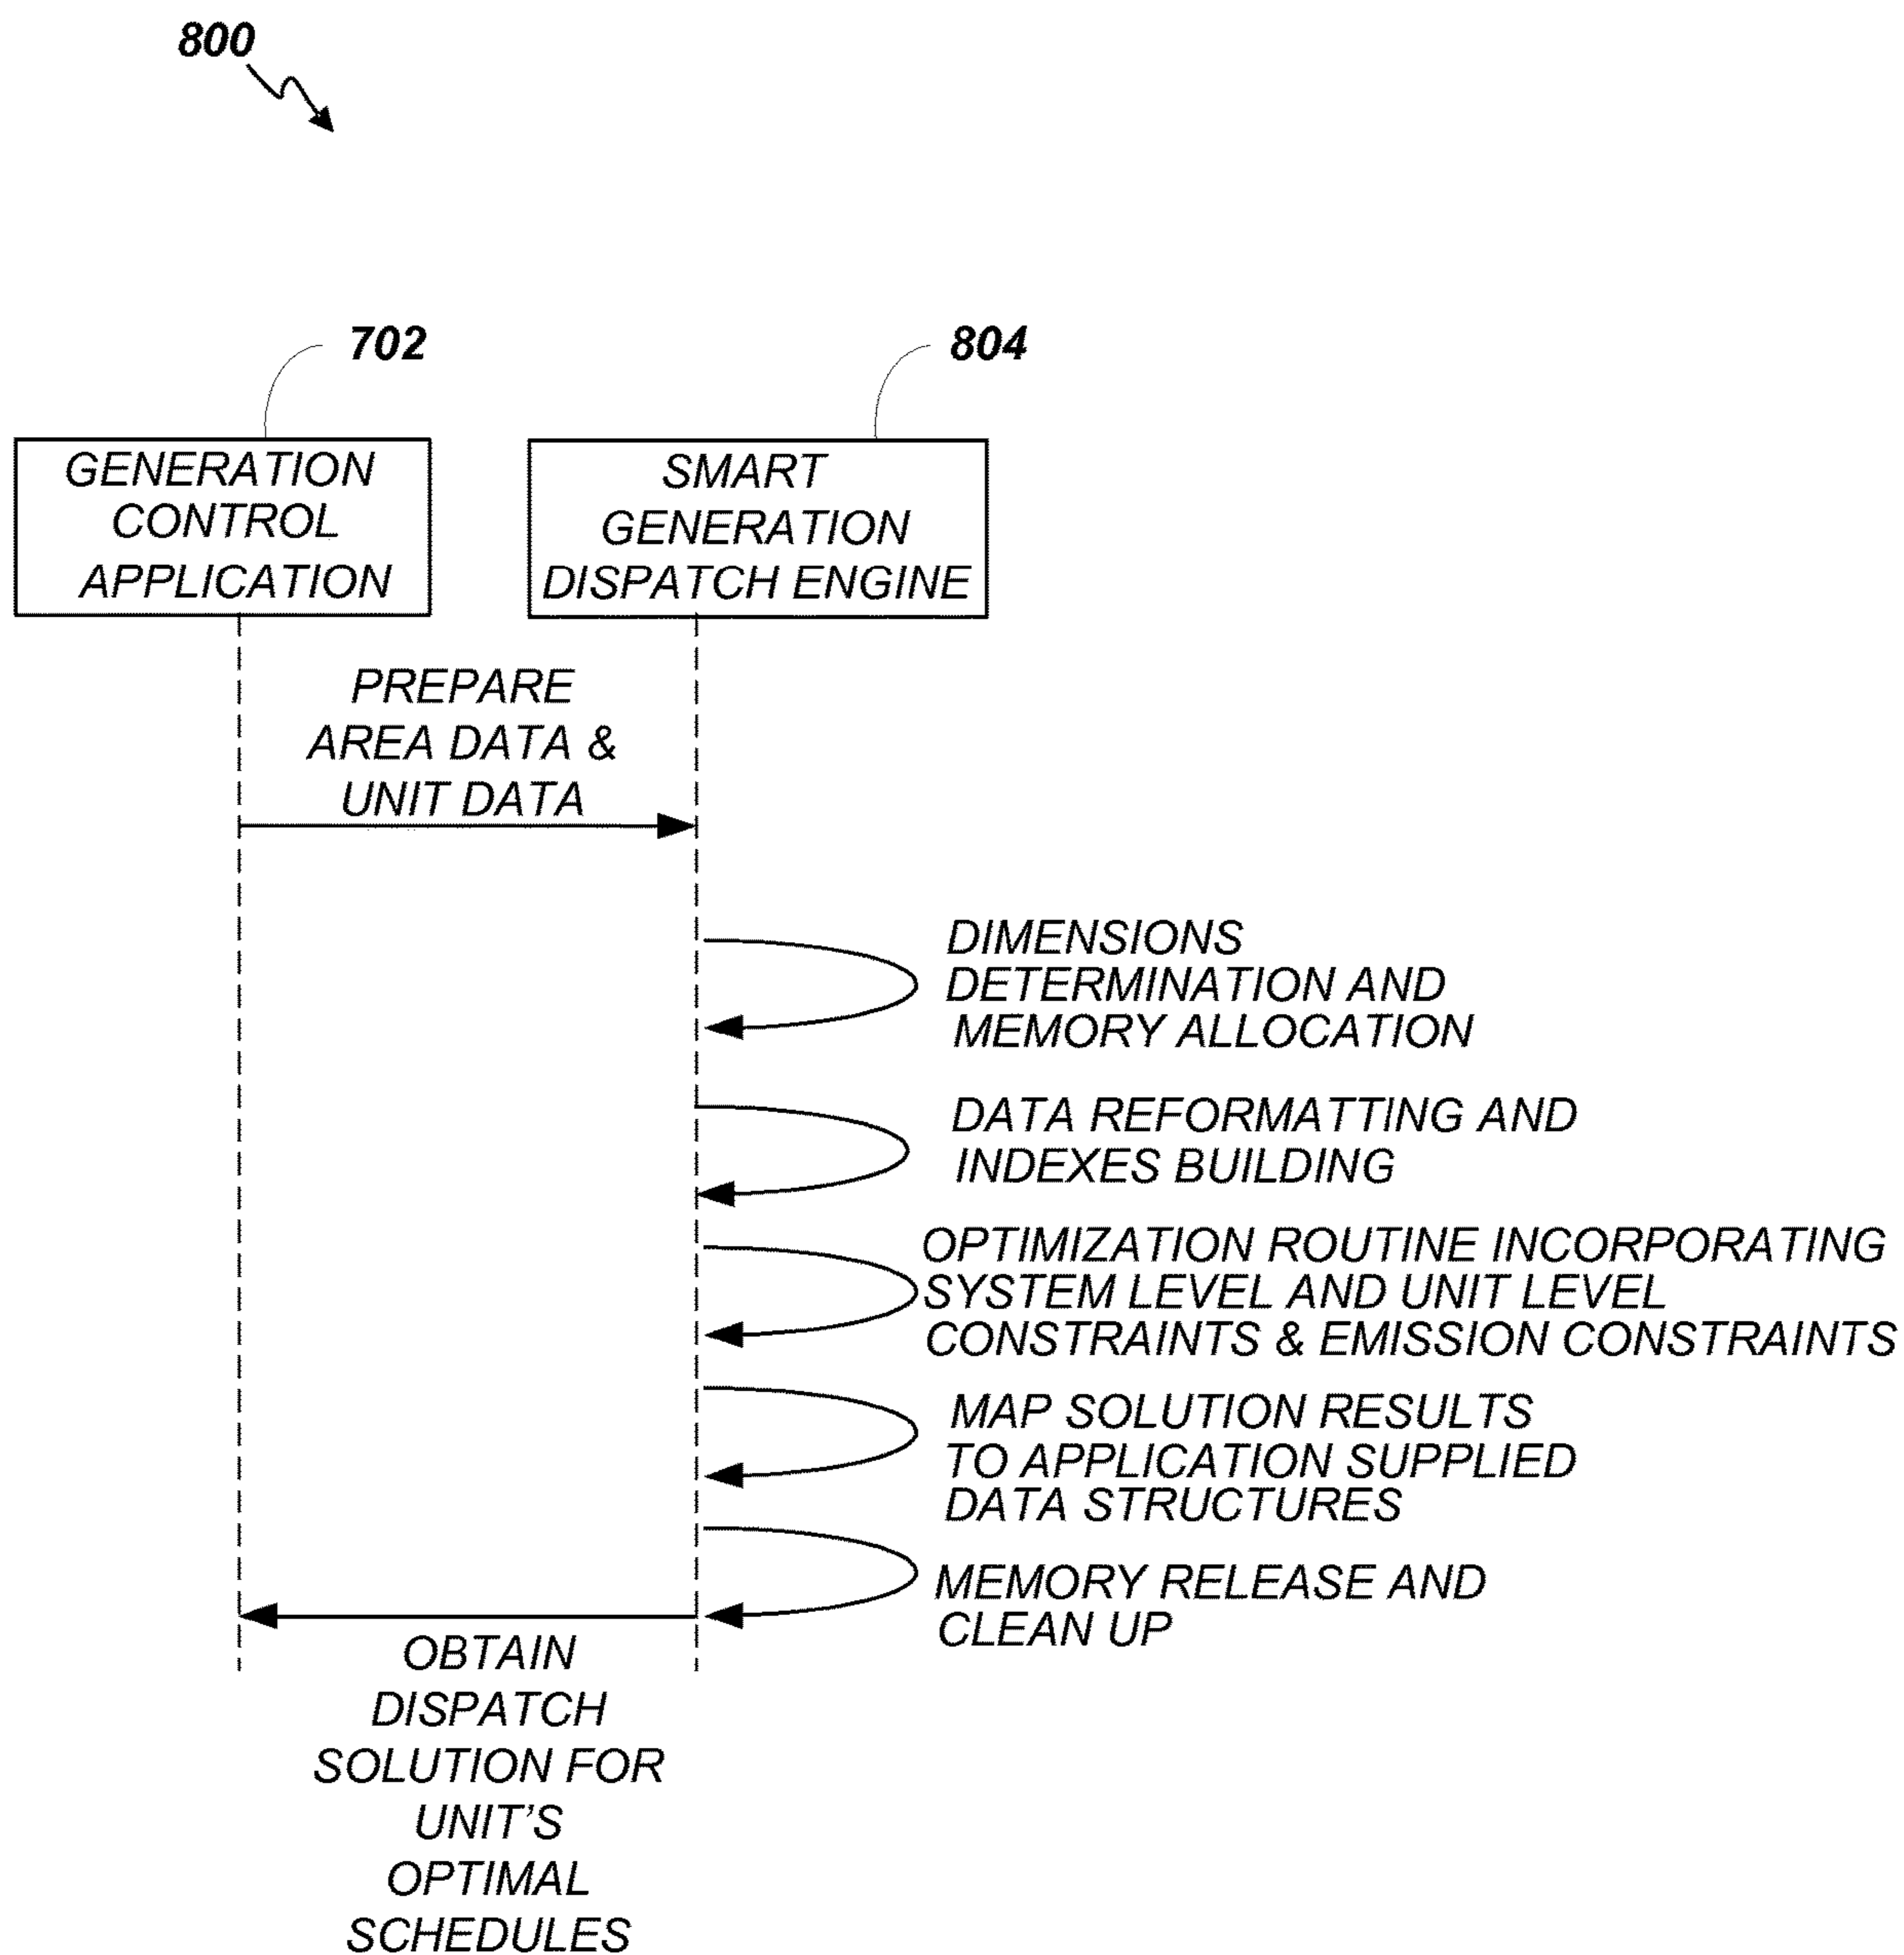 800
702
804
GENERATION
CONTROL
APPLICATION
SMART
GENERATION
DISPATCH ENGINE
PREPARE
AREA DATA &
UNIT DATA
DIMENSIONS
DETERMINATION AND
MEMORY ALLOCATION
DATA REFORMATTING AND
INDEXES BUILDING
OPTIMIZATION ROUTINE INCORPORATING
SYSTEM LEVEL AND UNIT LEVEL
CONSTRAINTS & EMISSION CONSTRAINTS
MAP SOLUTION RESULTS
TO APPLICATION SUPPLIED
DATA STRUCTURES
MEMORY RELEASE AND
CLEAN UP
OBTAIN
DISPATCH
SOLUTION FOR
UNIT'S
OPTIMAL
SCHEDULES